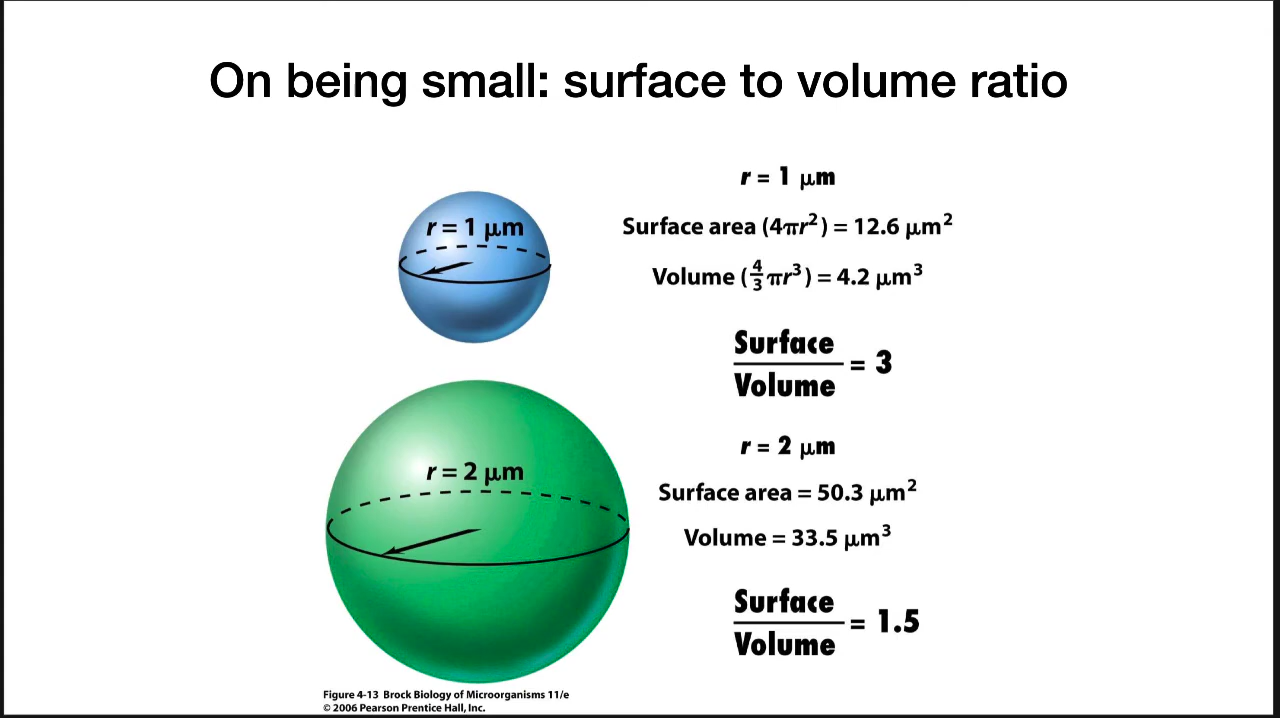 On being small: surface to volume ratio
r = 1 μm
r = 1 μm
Surface area (4πr²) = 12.6 μm²
Volume (4/3 πr³) = 4.2 μm³
Surface
Volume = 3
r = 2 μm
r = 2 μm
Surface area = 50.3 μm²
Volume = 33.5 μm³
Surface
Volume = 1.5
Figure 4-13 Brock Biology of Microorganisms 11/e
© 2006 Pearson Prentice Hall, Inc.